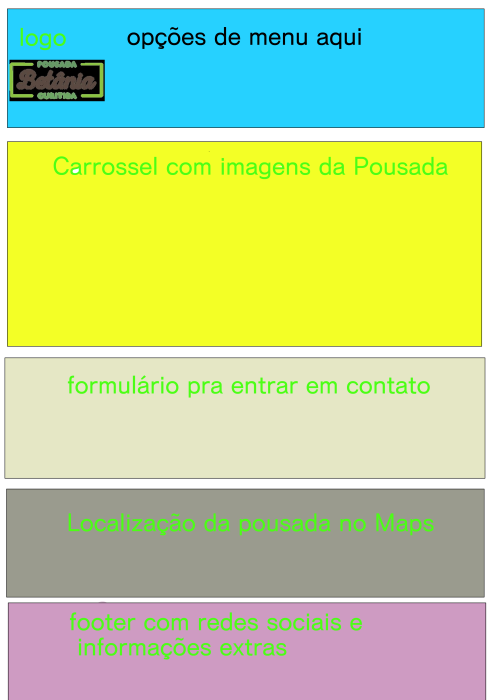 logo
opções de menu aqui
POUSADA
Betânia
CURITIBA
Carrossel com imagens da Pousada
formulário pra entrar em contato
Localização da pousada no Maps
footer com redes sociais e
informações extras